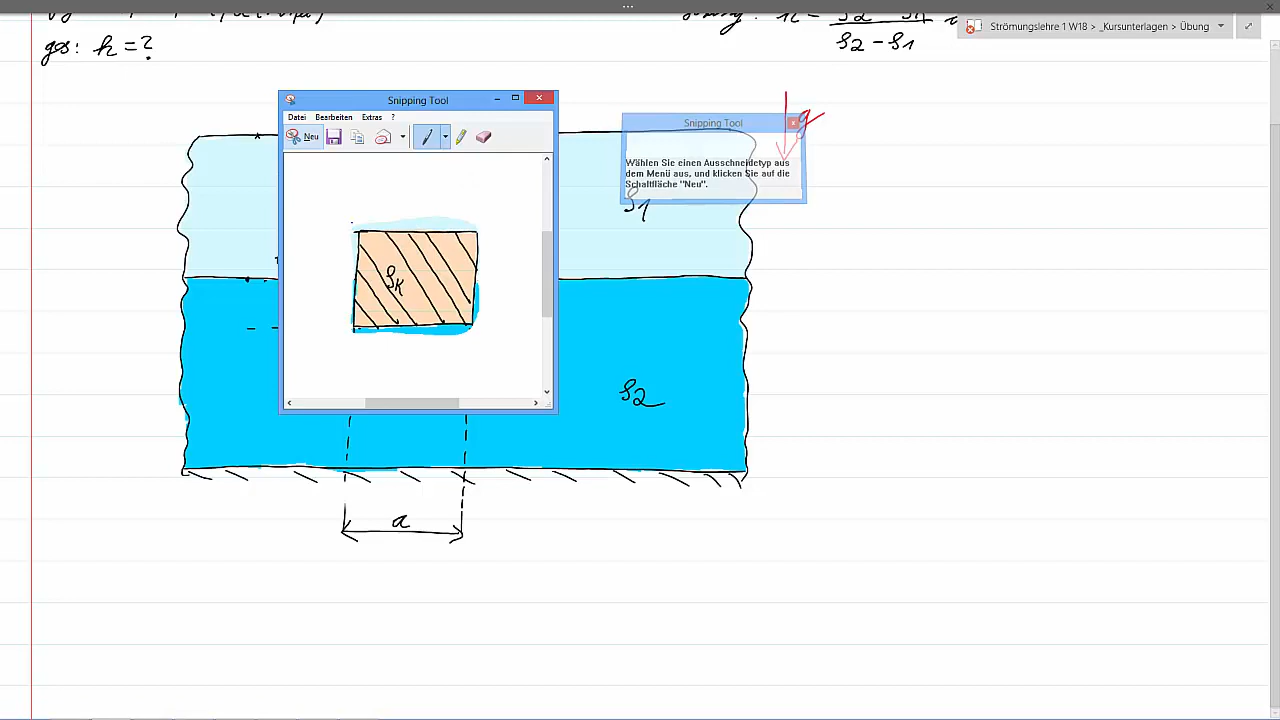 Strömungslehre 1 W18 > _Kursunterlagen > Übung
ges: h = ?
ρ2 - ρ1
Snipping Tool
Datei Bearbeiten Extras ?
Neu
Snipping Tool
Wählen Sie einen Ausschneidetyp aus
dem Menü aus, und klicken Sie auf die
Schaltfläche "Neu".
g
ρ1
ρK
ρ2
a